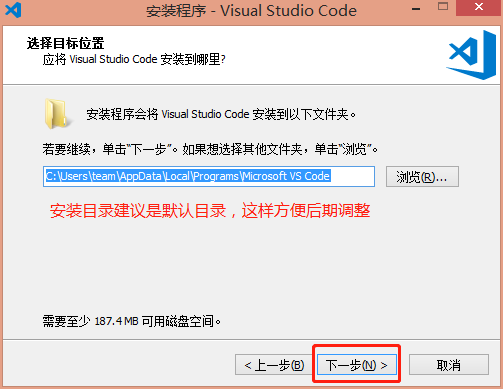 安装程序 - Visual Studio Code
选择目标位置
应将 Visual Studio Code 安装到哪里?
安装程序会将 Visual Studio Code 安装到以下文件夹。
若要继续，单击“下一步”。如果想选择其他文件夹，单击“浏览”。
C:\Users\team\AppData\Local\Programs\Microsoft VS Code
浏览(R)...
安装目录建议是默认目录，这样方便后期调整
需要至少 187.4 MB 可用磁盘空间。
< 上一步(B)
下一步(N) >
取消